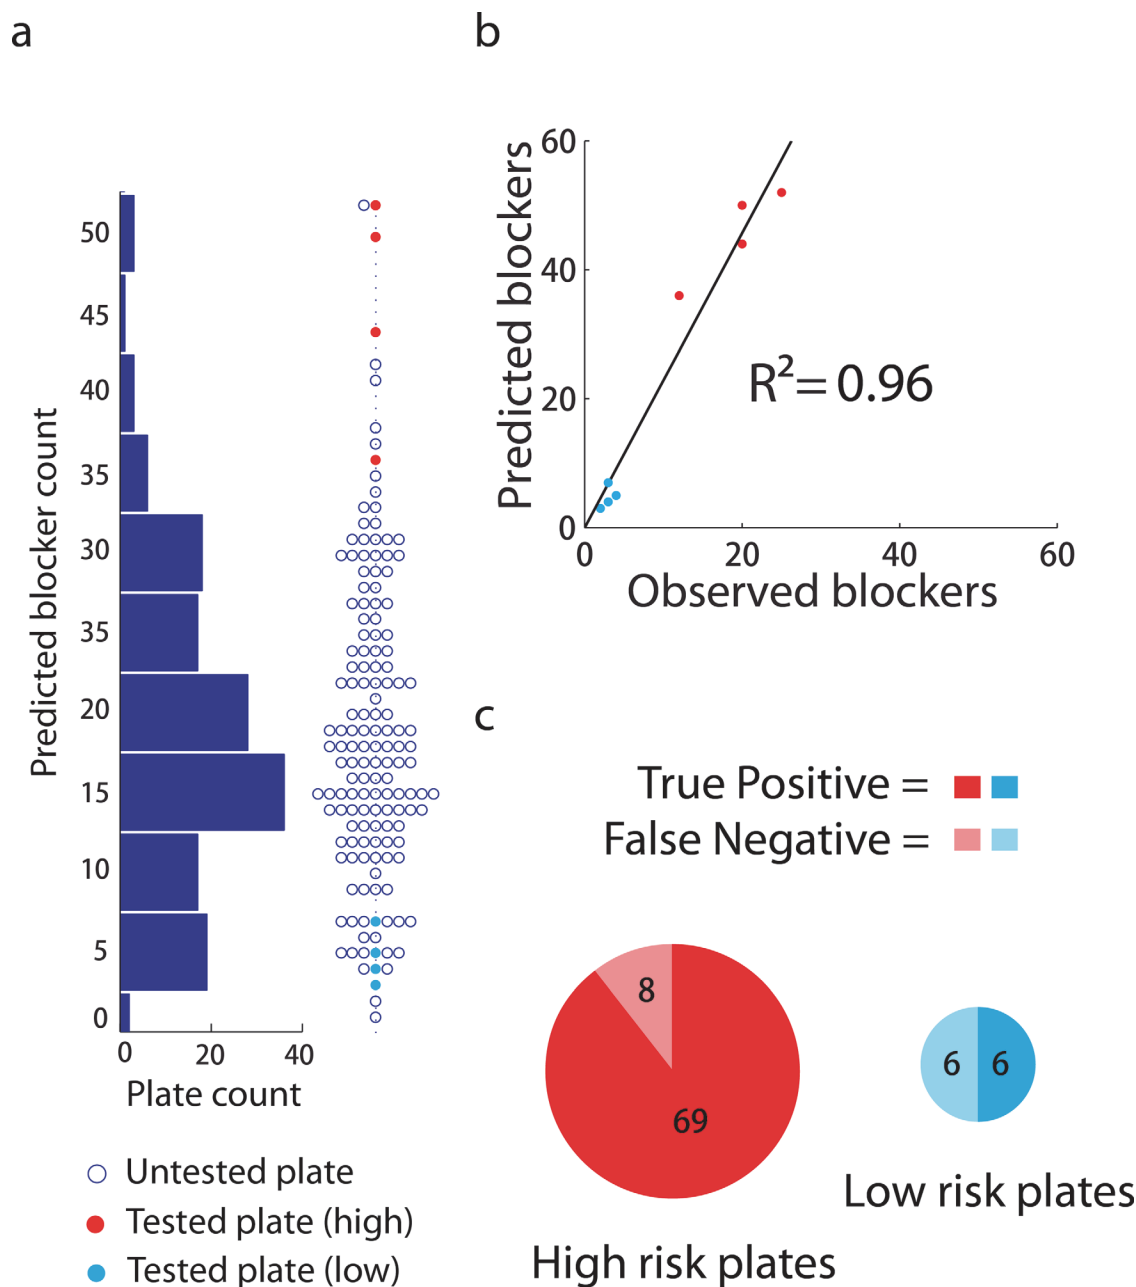 a
Predicted blocker count
50
45
40
35
30
35
20
15
10
5
0
0 20 40
Plate count
Untested plate
Tested plate (high)
Tested plate (low)
b
Predicted blockers
60
40
20
0
0 20 40 60
Observed blockers
R²= 0.96
c
True Positive =
False Negative =
8
69
High risk plates
6 6
Low risk plates